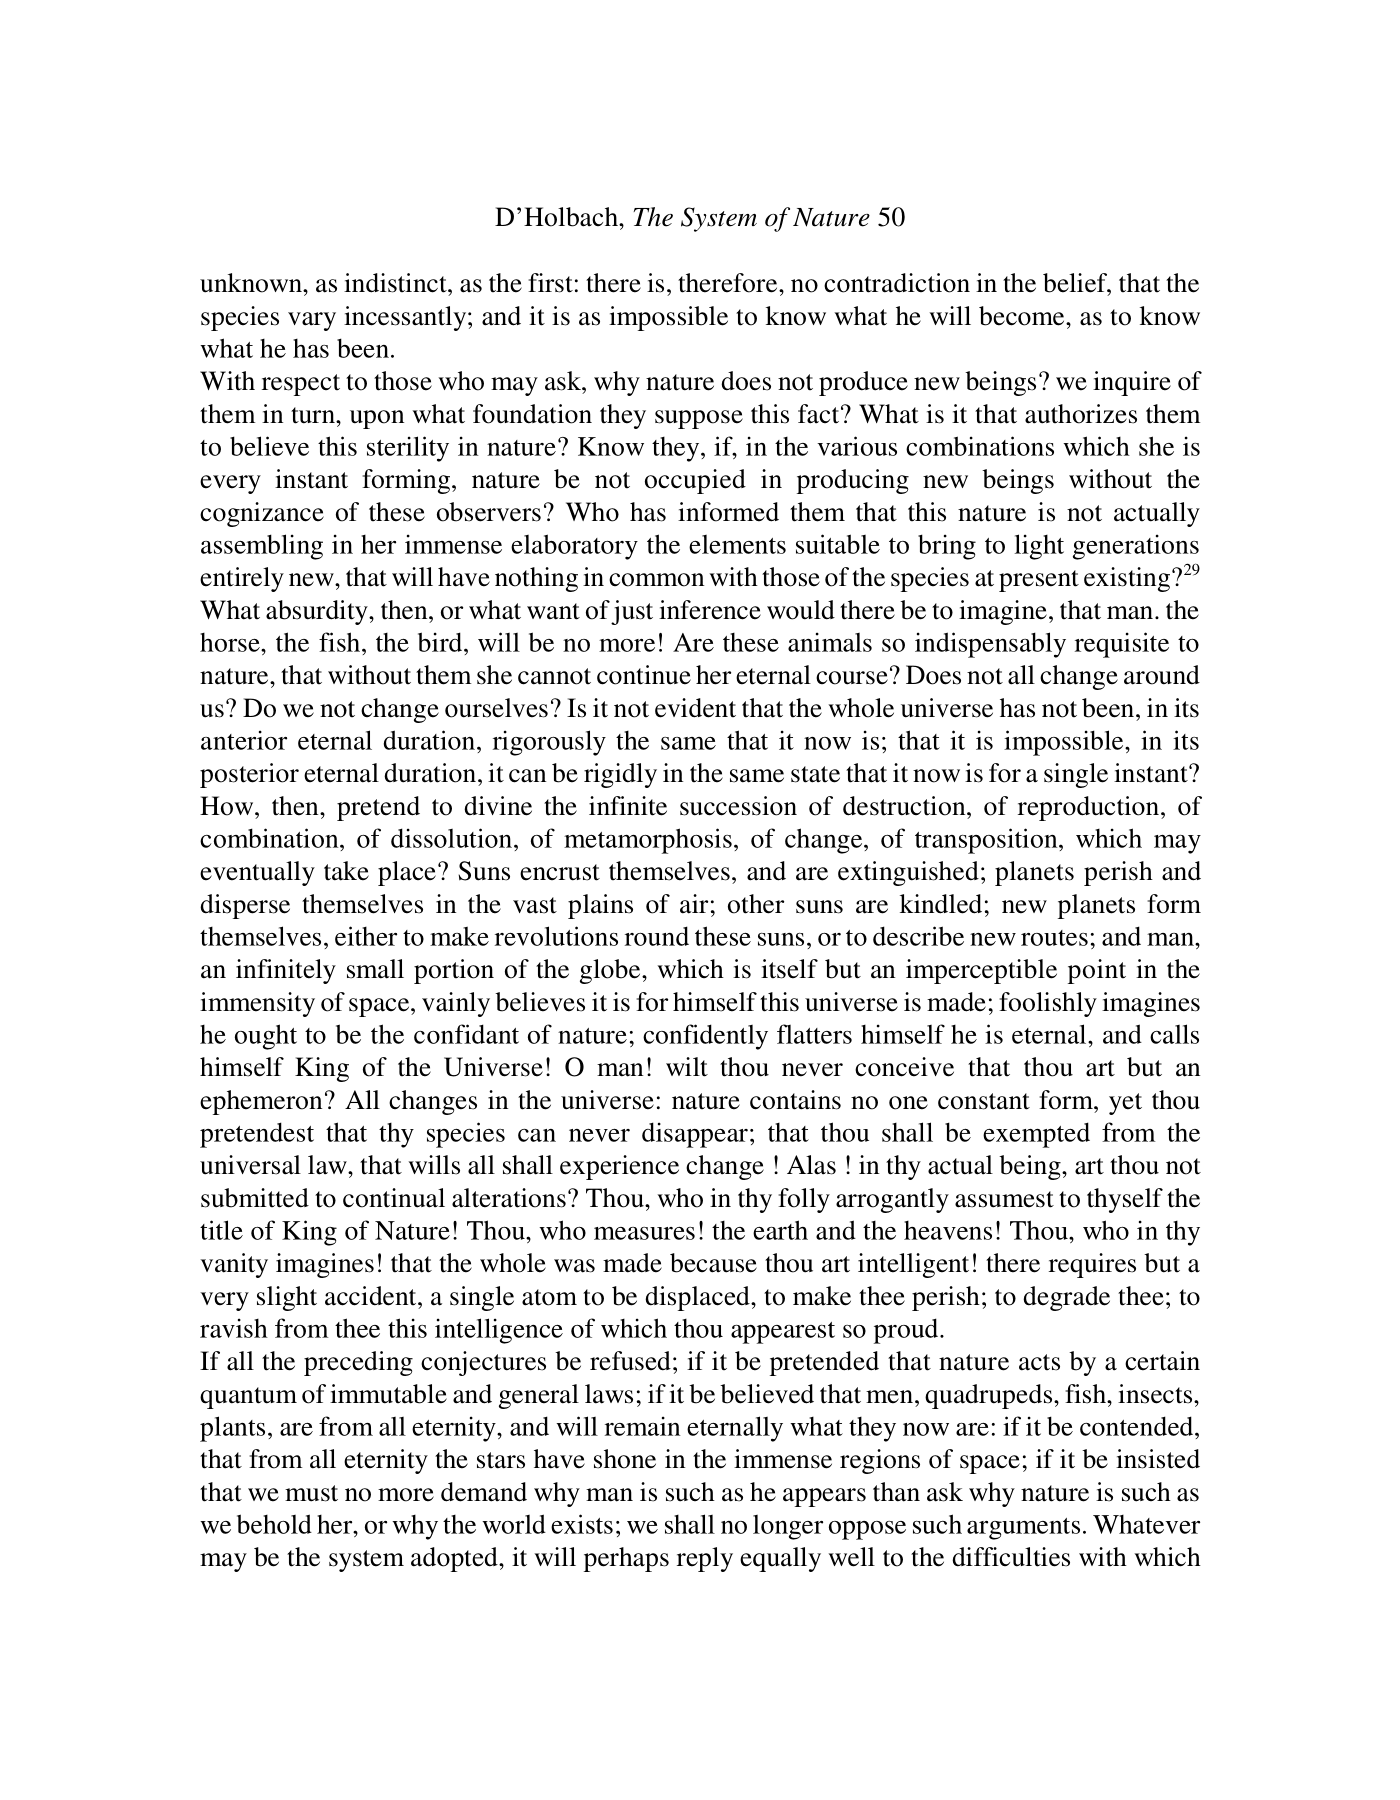 D’Holbach, The System of Nature 50
unknown, as indistinct, as the first: there is, therefore, no contradiction in the belief, that the
species vary incessantly; and it is as impossible to know what he will become, as to know
what he has been.
With respect to those who may ask, why nature does not produce new beings? we inquire of
them in turn, upon what foundation they suppose this fact? What is it that authorizes them
to believe this sterility in nature? Know they, if, in the various combinations which she is
every instant forming, nature be not occupied in producing new beings without the
cognizance of these observers? Who has informed them that this nature is not actually
assembling in her immense elaboratory the elements suitable to bring to light generations
entirely new, that will have nothing in common with those of the species at present existing?29
What absurdity, then, or what want of just inference would there be to imagine, that man. the
horse, the fish, the bird, will be no more! Are these animals so indispensably requisite to
nature, that without them she cannot continue her eternal course? Does not all change around
us? Do we not change ourselves? Is it not evident that the whole universe has not been, in its
anterior eternal duration, rigorously the same that it now is; that it is impossible, in its
posterior eternal duration, it can be rigidly in the same state that it now is for a single instant?
How, then, pretend to divine the infinite succession of destruction, of reproduction, of
combination, of dissolution, of metamorphosis, of change, of transposition, which may
eventually take place? Suns encrust themselves, and are extinguished; planets perish and
disperse themselves in the vast plains of air; other suns are kindled; new planets form
themselves, either to make revolutions round these suns, or to describe new routes; and man,
an infinitely small portion of the globe, which is itself but an imperceptible point in the
immensity of space, vainly believes it is for himself this universe is made; foolishly imagines
he ought to be the confidant of nature; confidently flatters himself he is eternal, and calls
himself King of the Universe! O man! wilt thou never conceive that thou art but an
ephemeron? All changes in the universe: nature contains no one constant form, yet thou
pretendest that thy species can never disappear; that thou shall be exempted from the
universal law, that wills all shall experience change ! Alas ! in thy actual being, art thou not
submitted to continual alterations? Thou, who in thy folly arrogantly assumest to thyself the
title of King of Nature! Thou, who measures! the earth and the heavens! Thou, who in thy
vanity imagines! that the whole was made because thou art intelligent! there requires but a
very slight accident, a single atom to be displaced, to make thee perish; to degrade thee; to
ravish from thee this intelligence of which thou appearest so proud.
If all the preceding conjectures be refused; if it be pretended that nature acts by a certain
quantum of immutable and general laws; if it be believed that men, quadrupeds, fish, insects,
plants, are from all eternity, and will remain eternally what they now are: if it be contended,
that from all eternity the stars have shone in the immense regions of space; if it be insisted
that we must no more demand why man is such as he appears than ask why nature is such as
we behold her, or why the world exists; we shall no longer oppose such arguments. Whatever
may be the system adopted, it will perhaps reply equally well to the difficulties with which